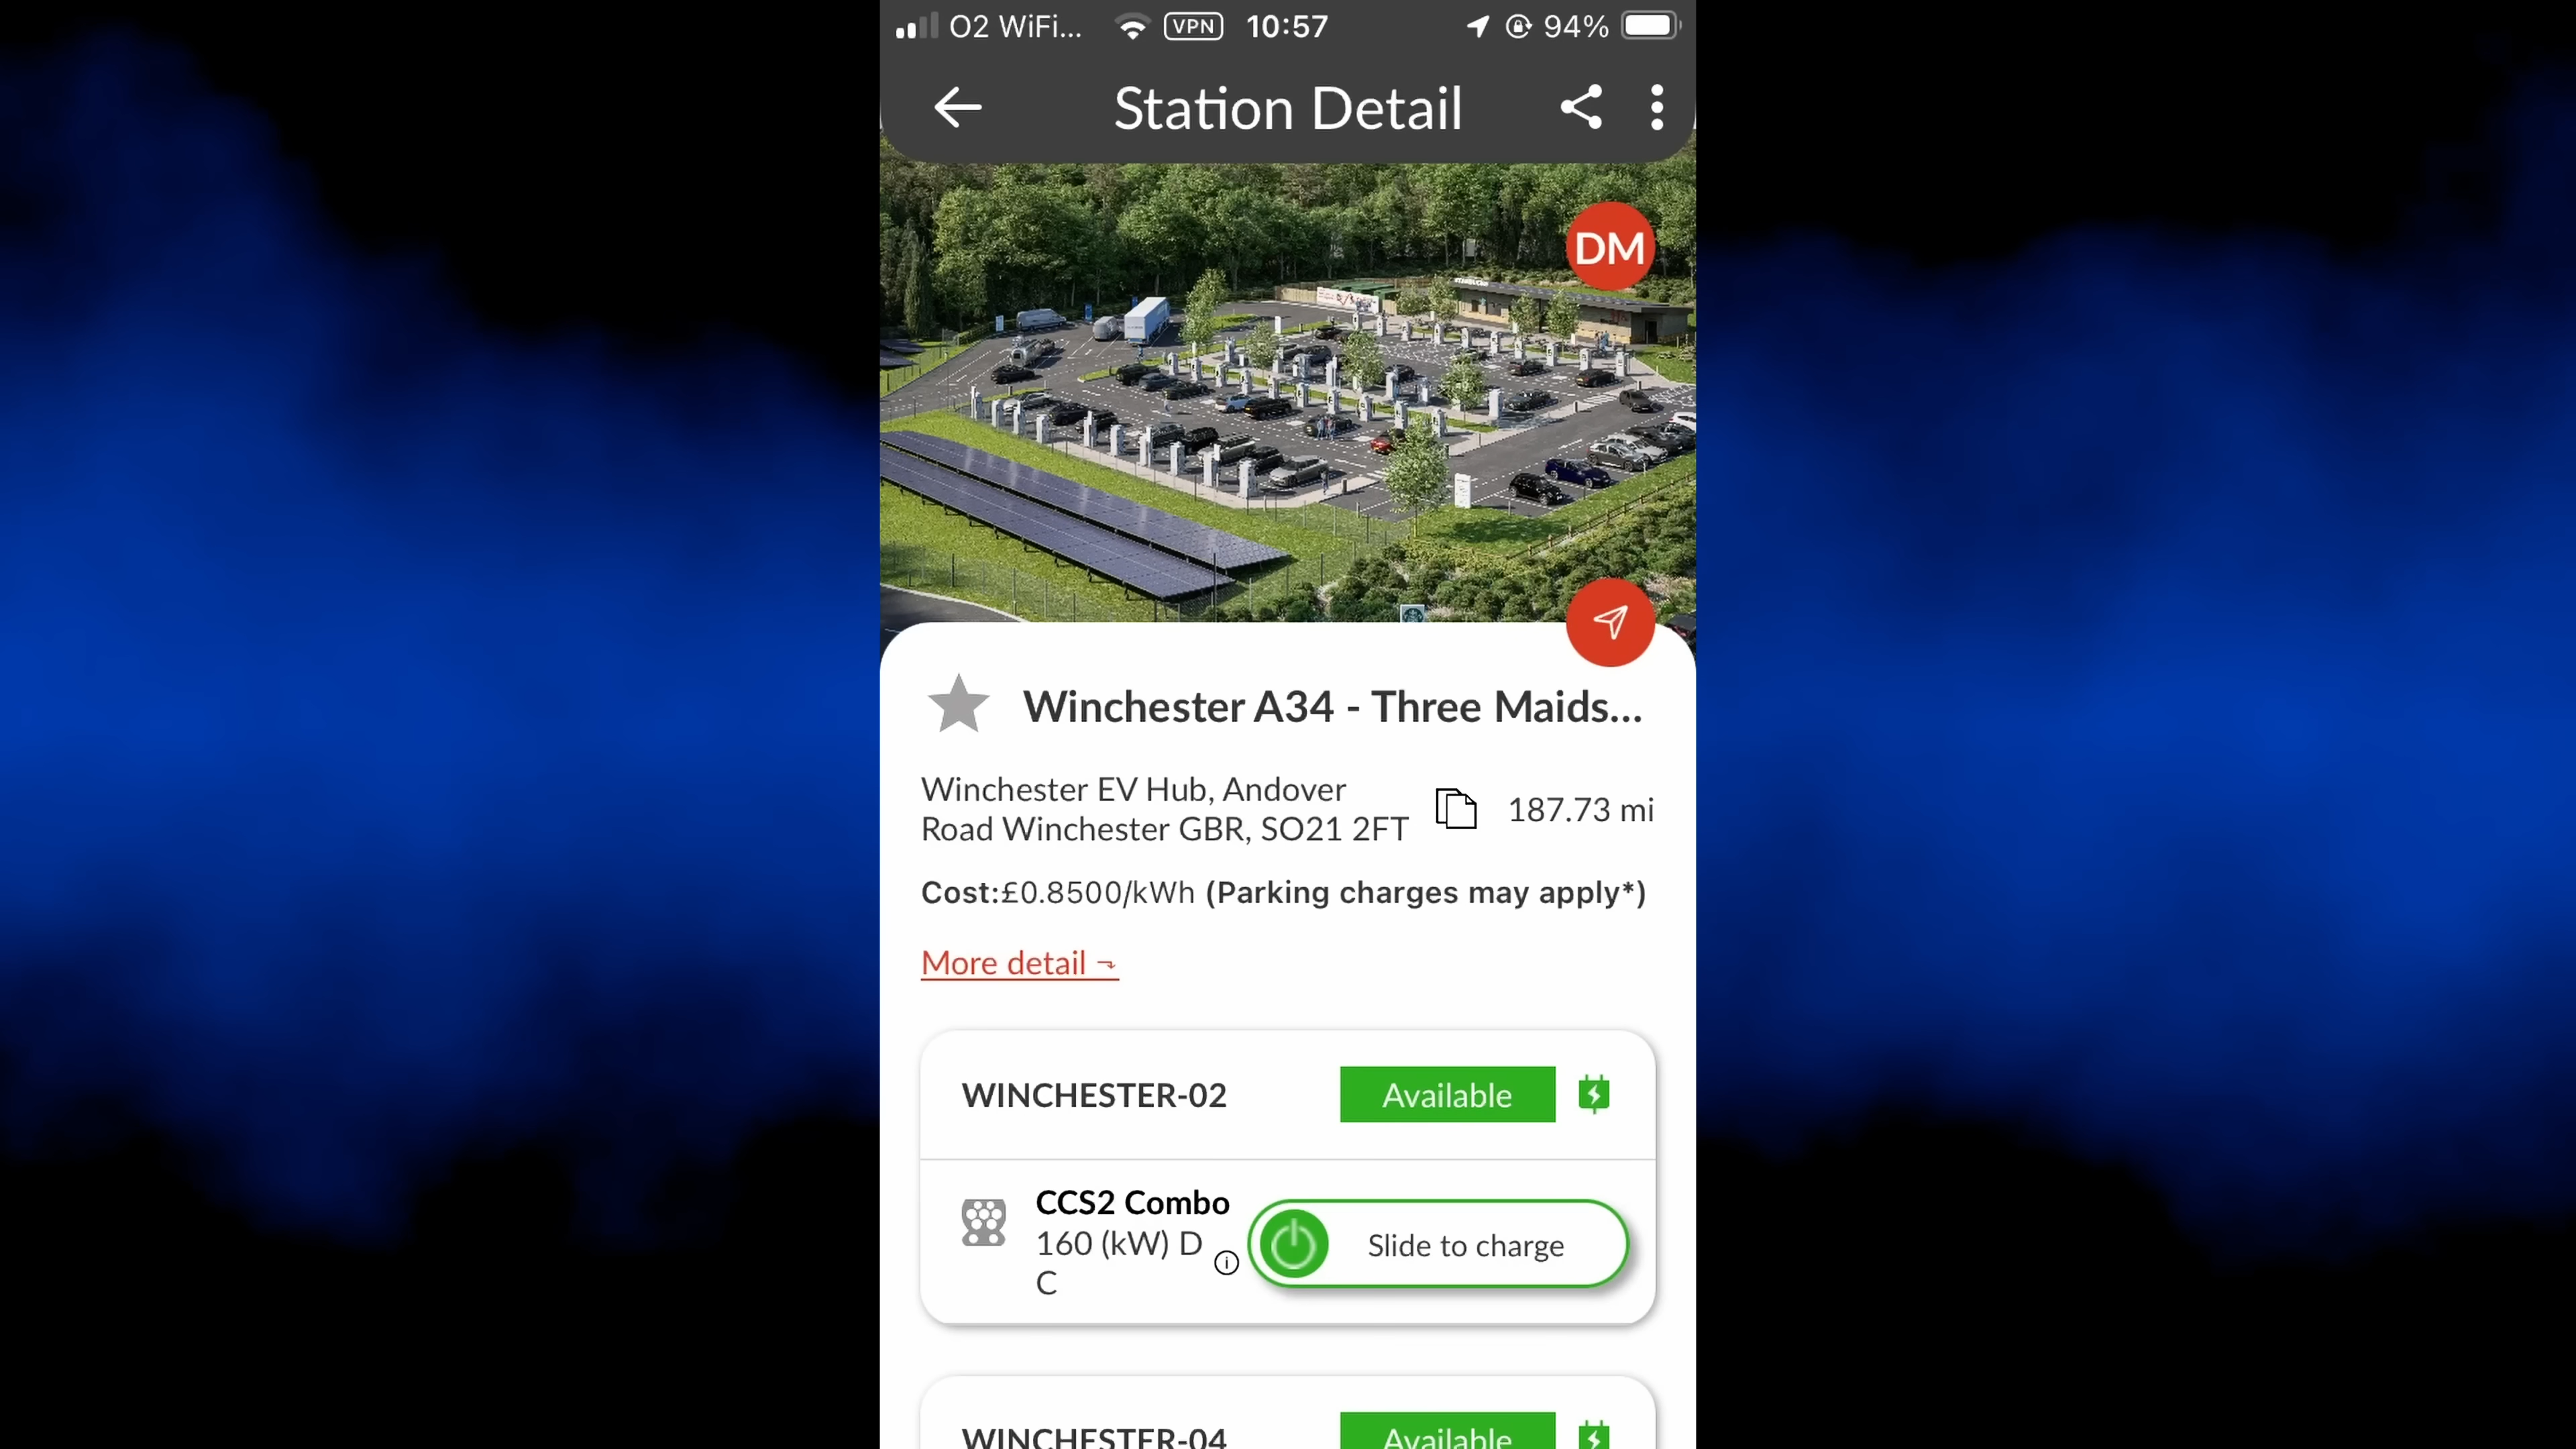 O2 WiFi... VPN 10:57 94%
Station Detail
DM
Winchester A34 - Three Maids...
Winchester EV Hub, Andover
Road Winchester GBR, SO21 2FT
187.73 mi
Cost:£0.8500/kWh (Parking charges may apply*)
More detail
WINCHESTER-02 Available
CCS2 Combo
160 (kW) D
C
Slide to charge
WINCHESTER-04 Available